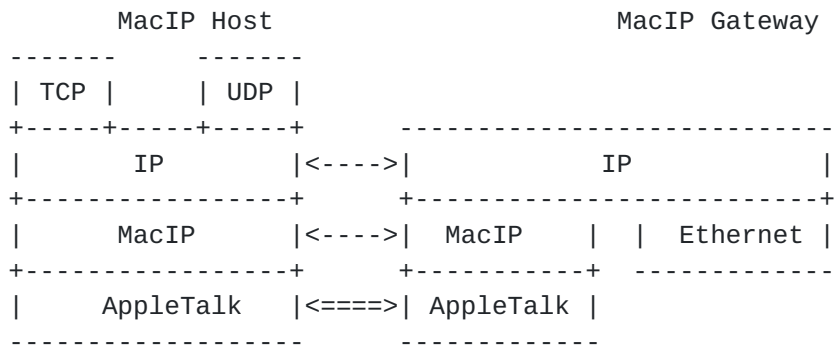 MacIP Host                       MacIP Gateway
-------     -------
| TCP |     | UDP |
+-----+-----+-----+      ----------------------------
|       IP        |<---->|            IP             |
+-----------------+      +---------------------------+
|      MacIP      |<---->|  MacIP     |  |  Ethernet |
+-----------------+      +-----------+  -------------
|     AppleTalk   |<====>| AppleTalk |
-------------------      -------------